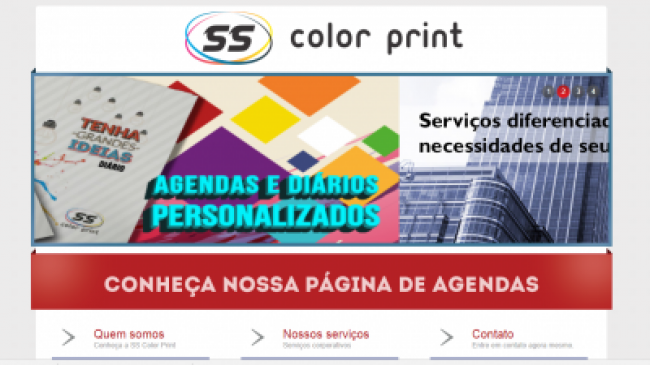 SS color print
1 2 3 4
Serviços diferenciad
necessidades de seu
TENHA
GRANDES
IDEIAS
DIÁRIO
AGENDAS E DIÁRIOS
PERSONALIZADOS
SS
color print
CONHEÇA NOSSA PÁGINA DE AGENDAS
Quem somos
Conheça a SS Color Print
Nossos serviços
Serviços corporativos
Contato
Entre em contato agora mesmo